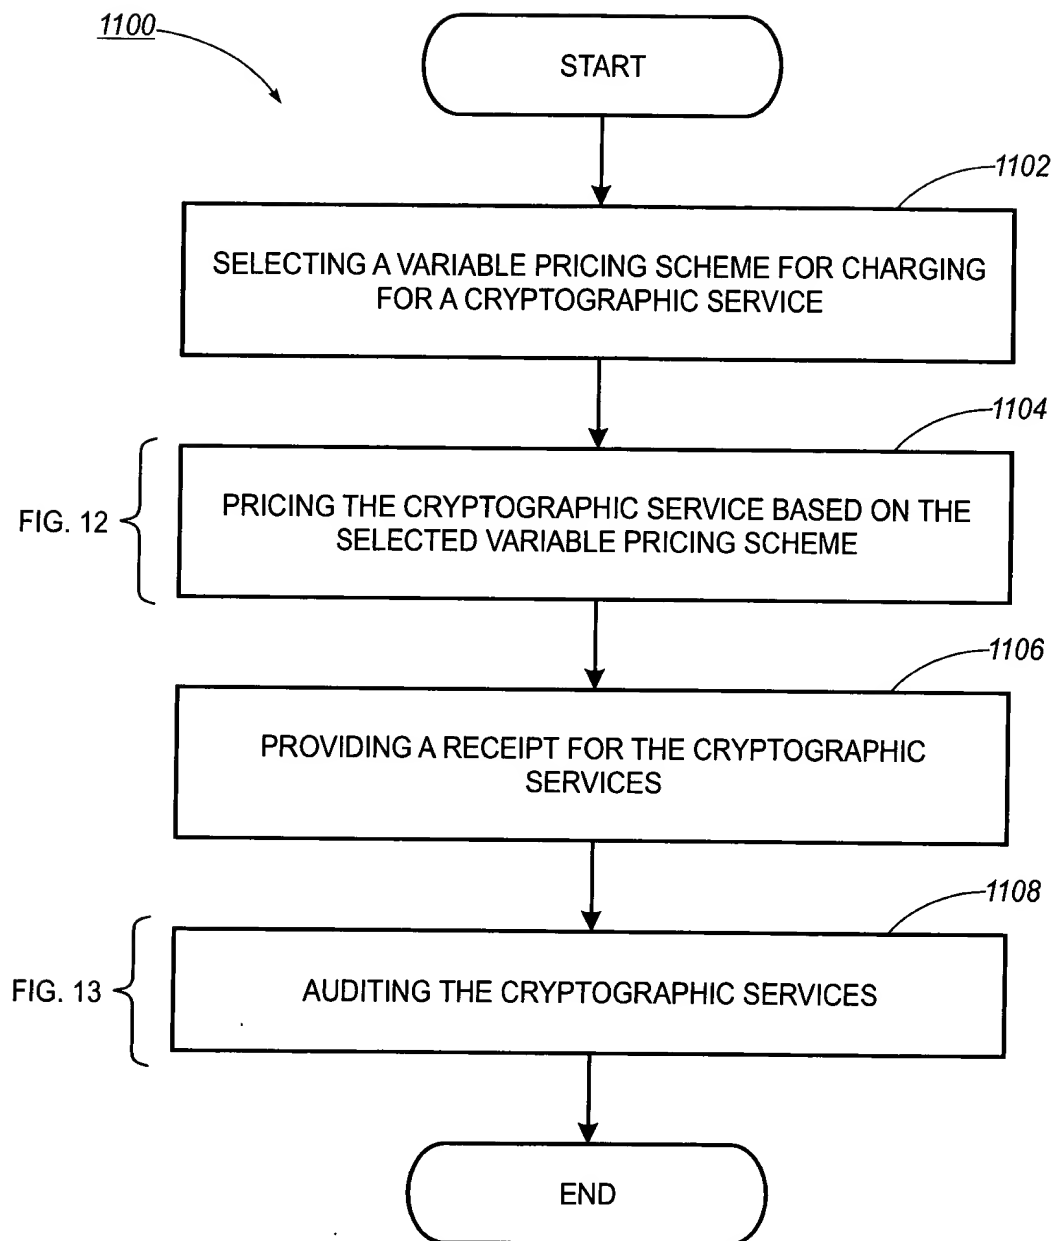 1100
START
1102
SELECTING A VARIABLE PRICING SCHEME FOR CHARGING
FOR A CRYPTOGRAPHIC SERVICE
1104
FIG. 12
PRICING THE CRYPTOGRAPHIC SERVICE BASED ON THE
SELECTED VARIABLE PRICING SCHEME
1106
PROVIDING A RECEIPT FOR THE CRYPTOGRAPHIC
SERVICES
1108
FIG. 13
AUDITING THE CRYPTOGRAPHIC SERVICES
END